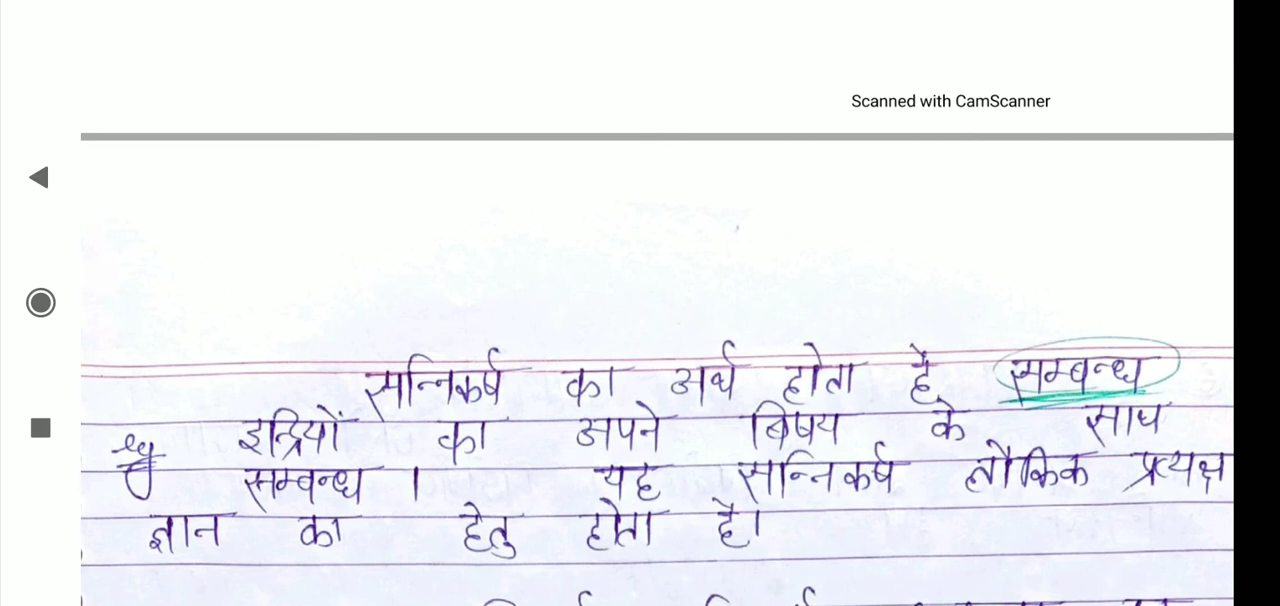 Scanned with CamScanner
सन्निकर्ष का अर्थ होता है सम्बन्ध
इन्द्रियों का अपने बिषय के साथ
सम्बन्ध । यह सन्निकर्ष लौकिक प्रत्यक्ष
ज्ञान का हेतु होता है।